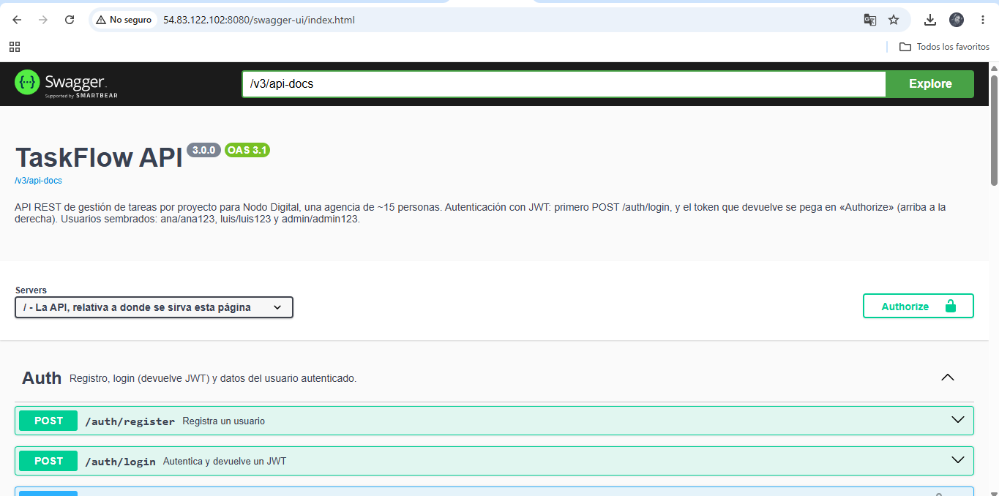 No seguro
54.83.122.102:8080/swagger-ui/index.html
Todos los favoritos
Swagger
Supported by SMARTBEAR
/v3/api-docs
Explore
TaskFlow API 3.0.0 OAS 3.1
/v3/api-docs
API REST de gestión de tareas por proyecto para Nodo Digital, una agencia de ~15 personas. Autenticación con JWT: primero POST /auth/login, y el token que devuelve se pega en «Authorize» (arriba a la
derecha). Usuarios sembrados: ana/ana123, luis/luis123 y admin/admin123.
Servers
/ - La API, relativa a donde se sirva esta página
Authorize
Auth Registro, login (devuelve JWT) y datos del usuario autenticado.
POST /auth/register Registra un usuario
POST /auth/login Autentica y devuelve un JWT